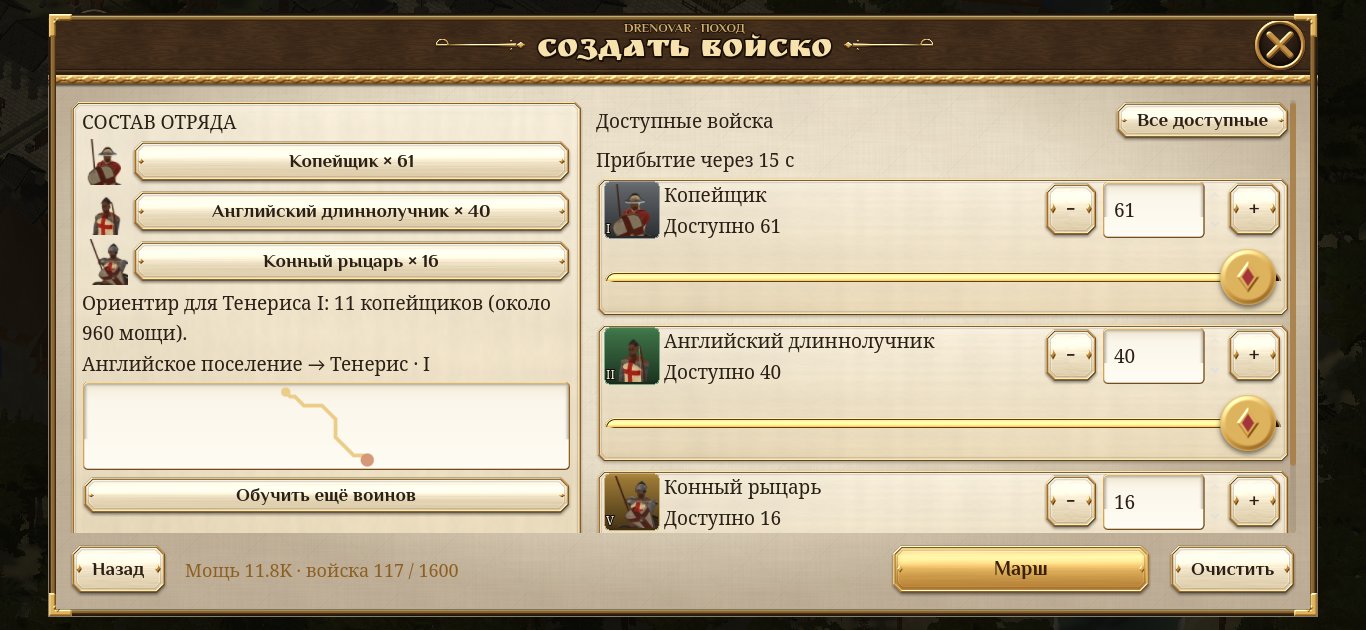 DRENOVAR · ПОХОД
СОЗДАТЬ ВОЙСКО
СОСТАВ ОТРЯДА
Копейщик × 61
Английский длиннолучник × 40
Конный рыцарь × 16
Ориентир для Тенериса I: 11 копейщиков (около
960 мощи).
Английское поселение → Тенерис · I
Обучить ещё воинов
Доступные войска
Все доступные
Прибытие через 15 с
I
Копейщик
Доступно 61
−
61
+
II
Английский длиннолучник
Доступно 40
−
40
+
V
Конный рыцарь
Доступно 16
−
16
+
Назад
Мощь 11.8K · войска 117 / 1600
Марш
Очистить